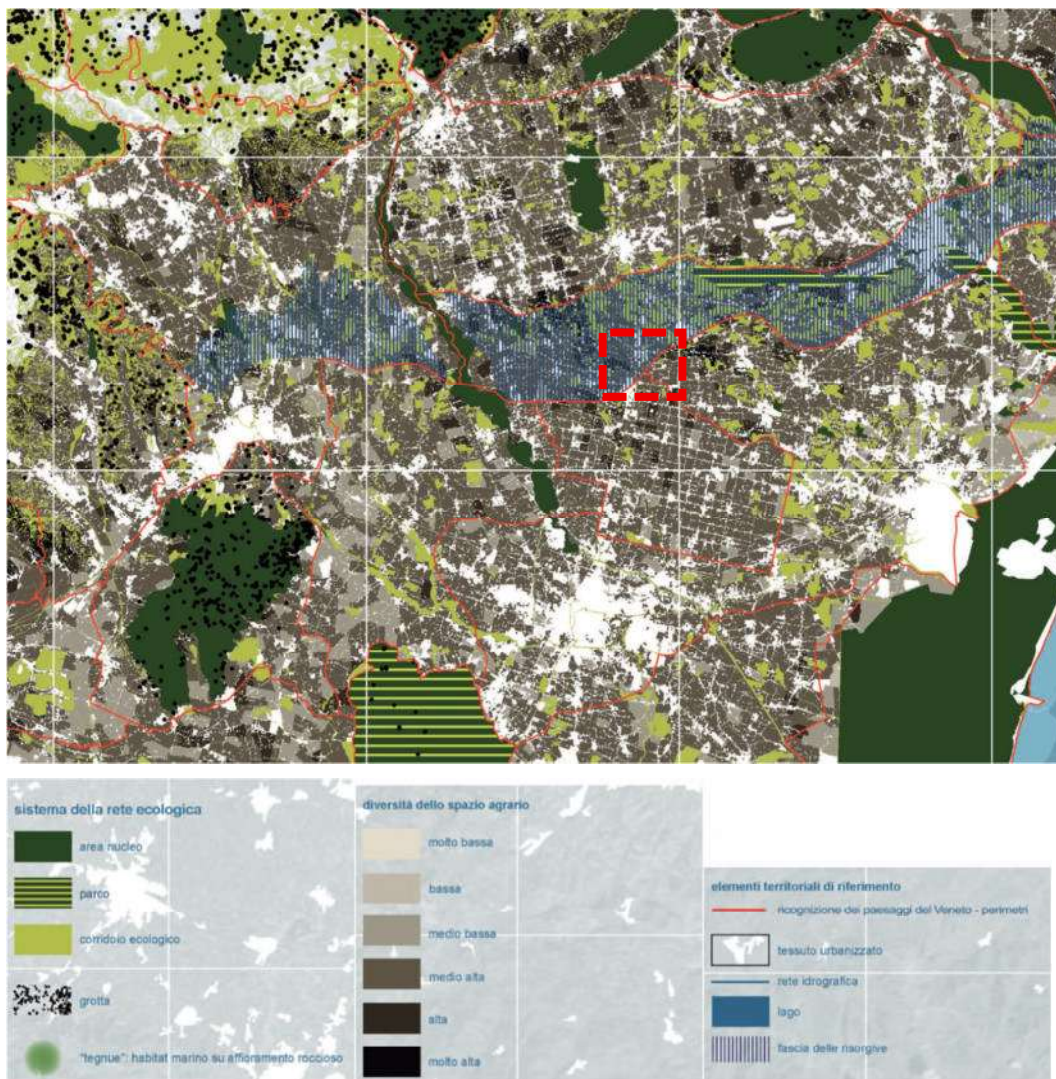 sistema della rete ecologica
area nucleo
parco
corridoio ecologico
grotta
"tegnue": habitat marino su affioramento roccioso
diversità dello spazio agrario
molto bassa
bassa
medio bassa
medio alta
alta
molto alta
elementi territoriali di riferimento
ricognizione dei paesaggi del Veneto - perimetri
tessuto urbanizzato
rete idrografica
lago
fascia delle risorgive